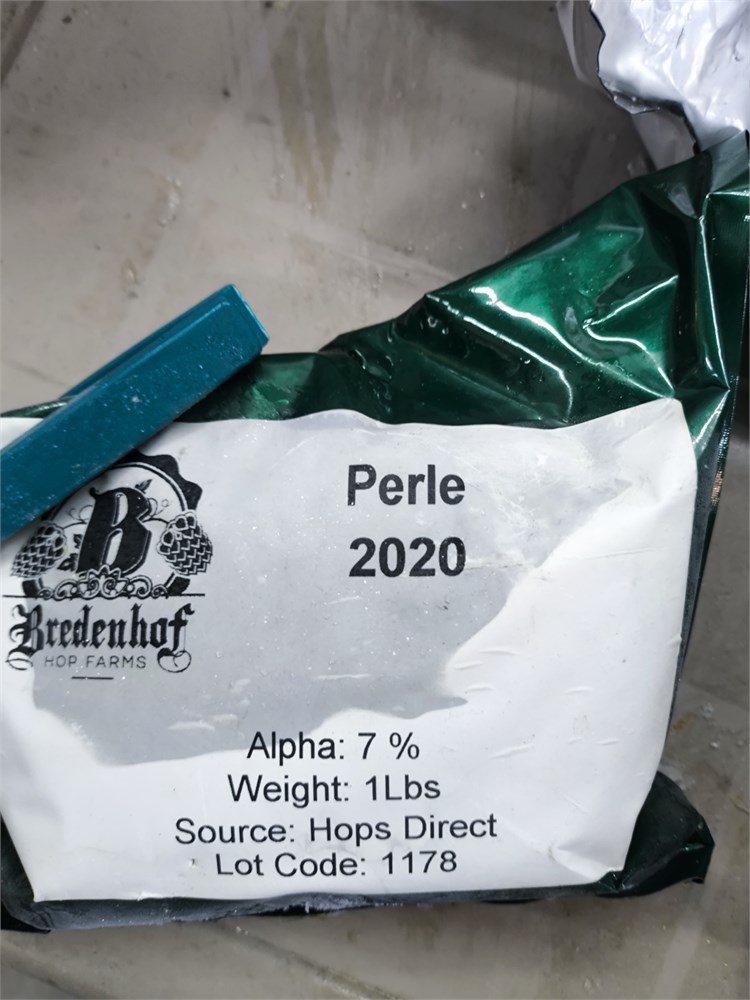 Perle
2020
B
Bredenhof
HOP FARMS
Alpha: 7 %
Weight: 1Lbs
Source: Hops Direct
Lot Code: 1178